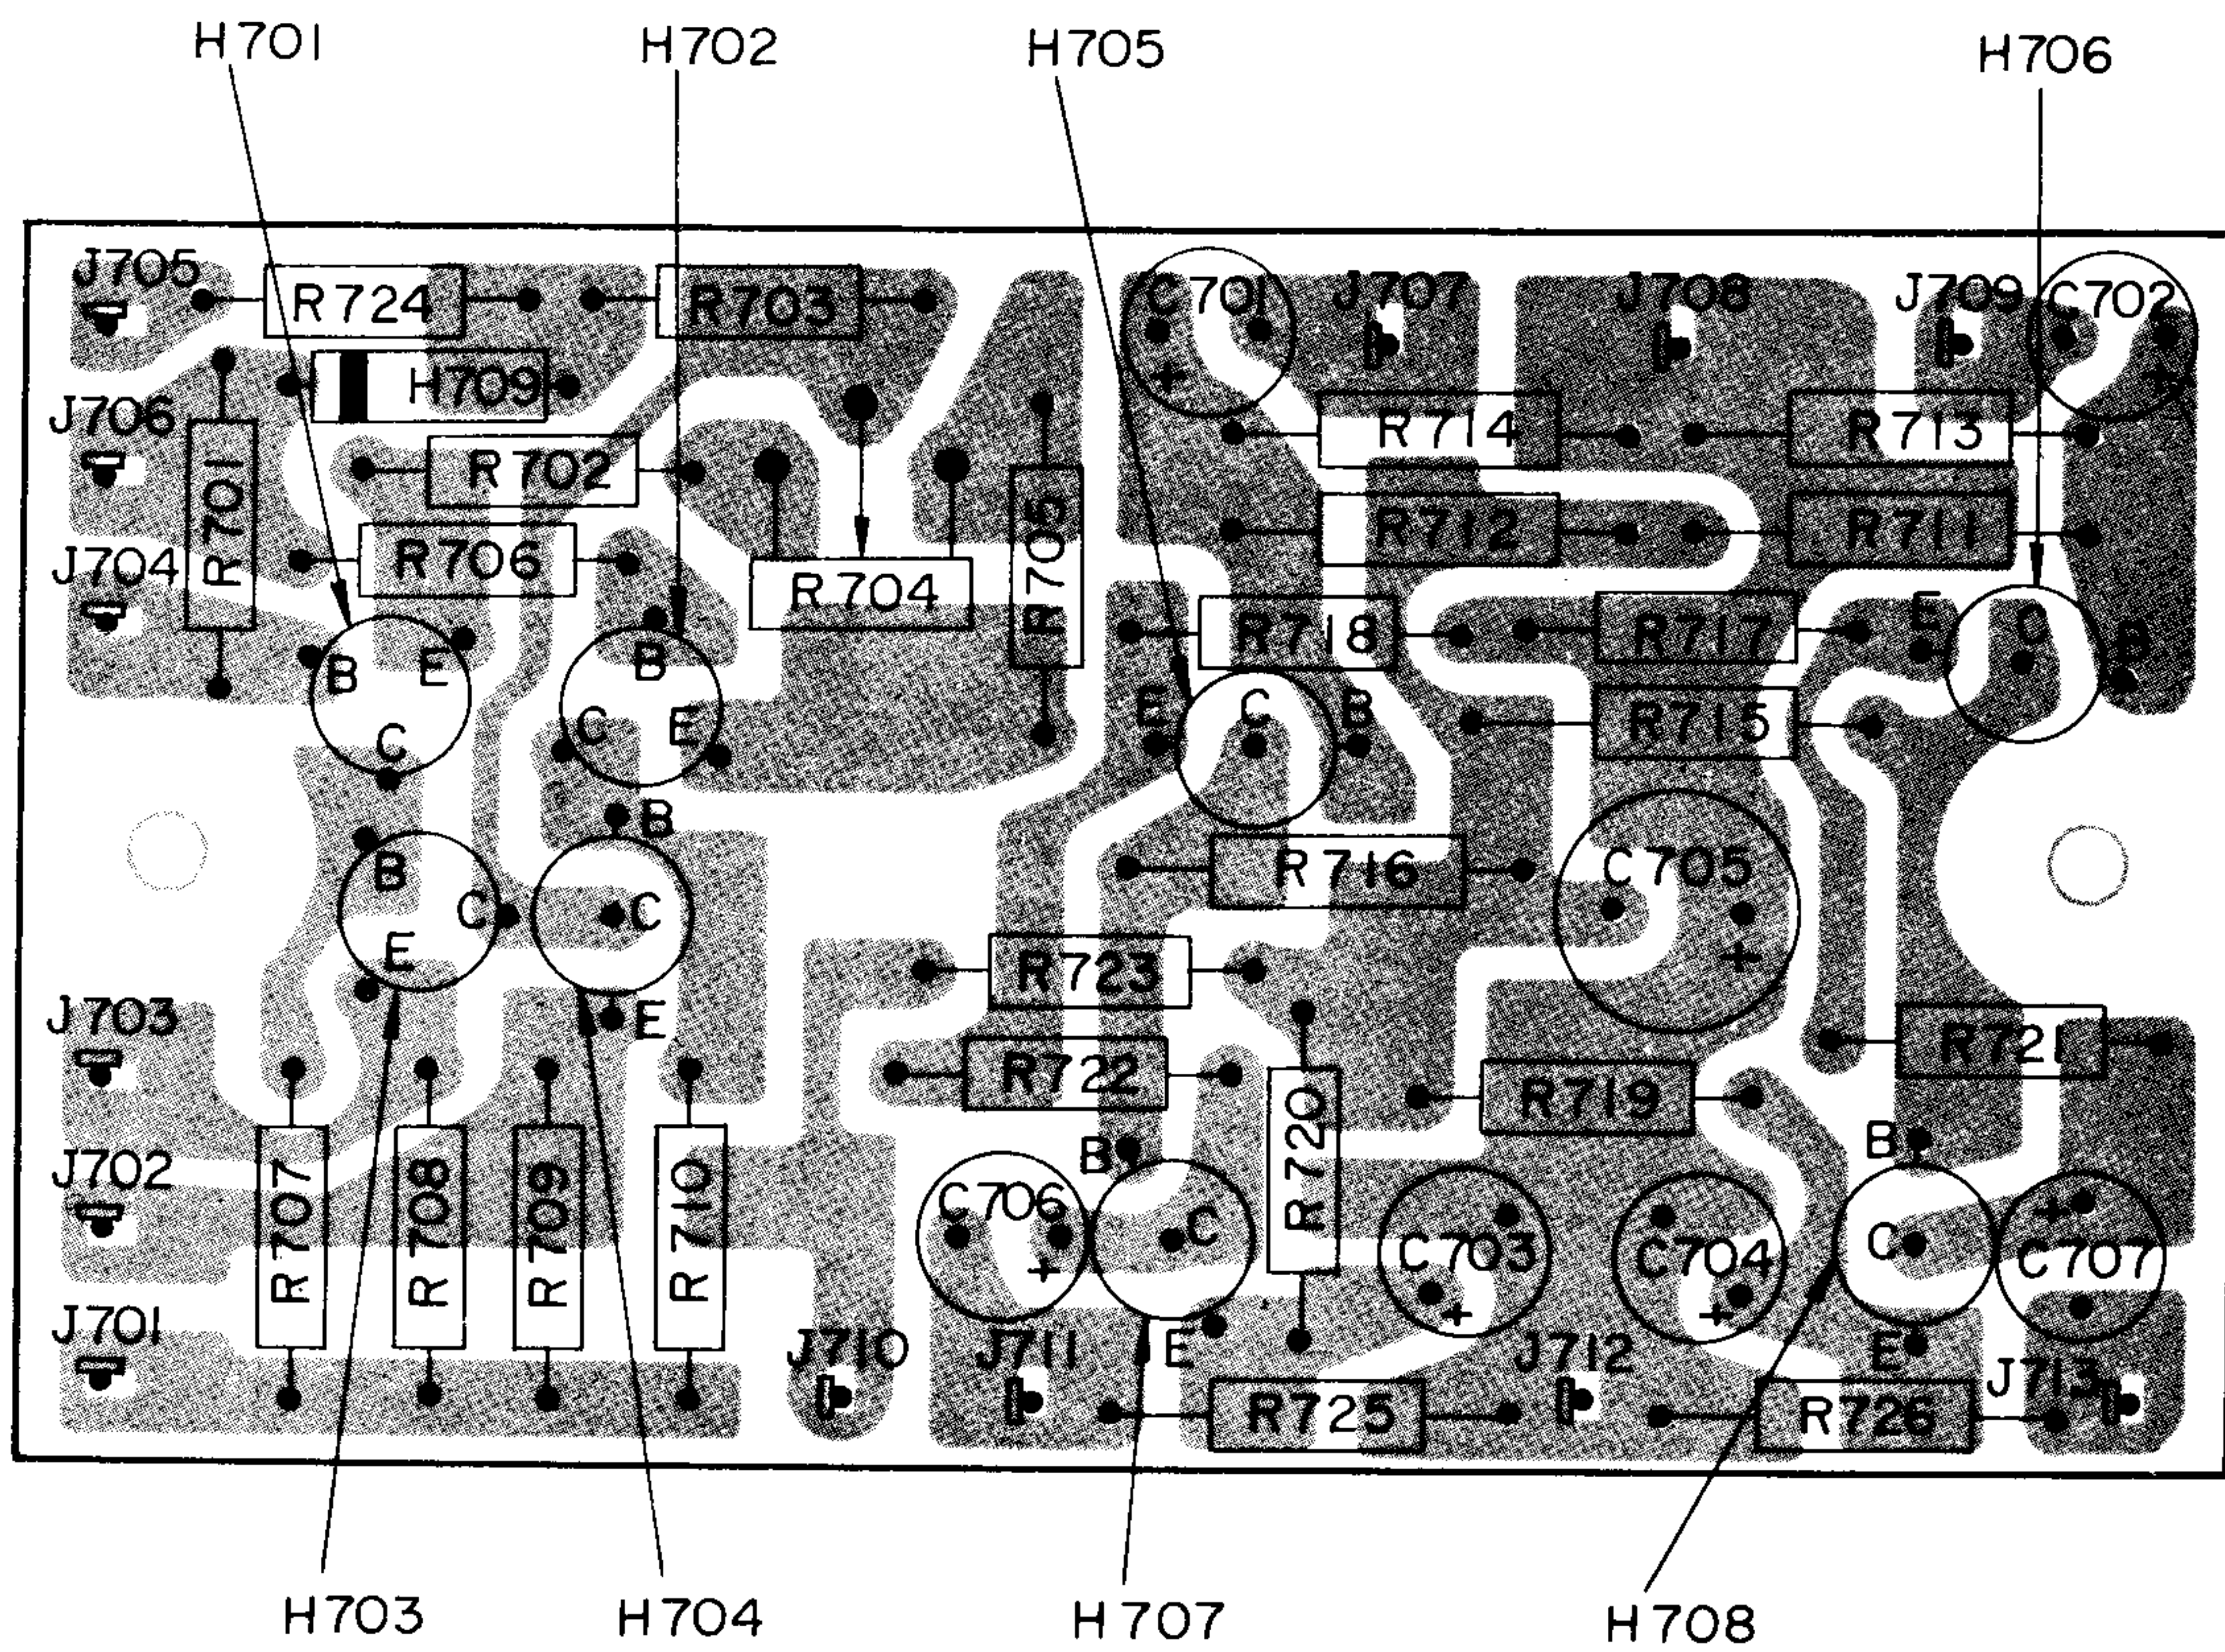 H701 H702 H705 H706
J705 R724 R703 C701 J707 J708 J709 C702
+ +
J706 H709 R714 R713
R701 R702 R705 R712 R711
J704 R706 R704
B E B R718 R717 E C B
C C E E C B R715
B B
C C R716 C705
E R723 +
J703 E R722 R719 R721
J702 R707 R708 R709 R710 B R720 B
C706 C C703 C704 C + C707
+ + +
J701 J710 J711 E J712 E J713
R725 R726
H703 H704 H707 H708